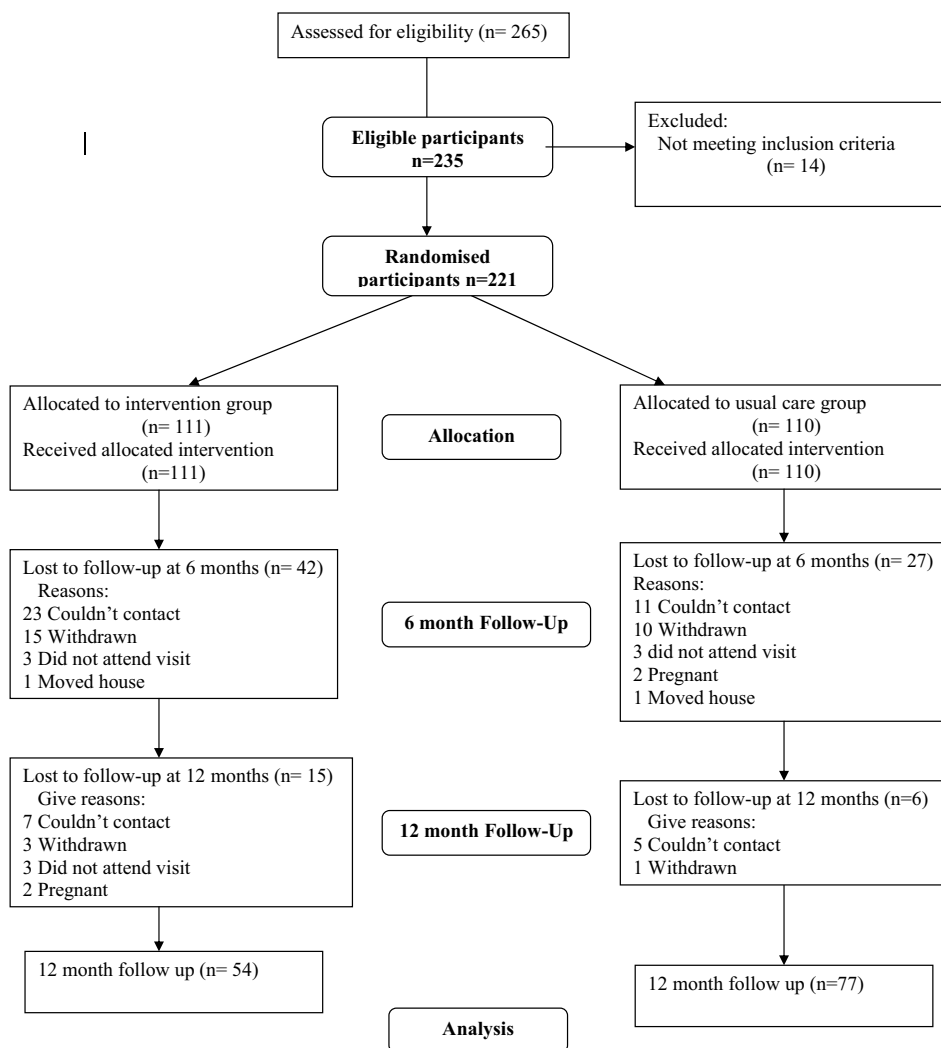 Assessed for eligibility (n= 265)
Eligible participants
n=235
Excluded:
Not meeting inclusion criteria
(n= 14)
Randomised
participants n=221
Allocated to intervention group
(n= 111)
Received allocated intervention
(n=111)
Allocation
Allocated to usual care group
(n= 110)
Received allocated intervention
(n= 110)
Lost to follow-up at 6 months (n= 42)
Reasons:
23 Couldn’t contact
15 Withdrawn
3 Did not attend visit
1 Moved house
6 month Follow-Up
Lost to follow-up at 6 months (n= 27)
Reasons:
11 Couldn’t contact
10 Withdrawn
3 did not attend visit
2 Pregnant
1 Moved house
Lost to follow-up at 12 months (n= 15)
Give reasons:
7 Couldn’t contact
3 Withdrawn
3 Did not attend visit
2 Pregnant
12 month Follow-Up
Lost to follow-up at 12 months (n=6)
Give reasons:
5 Couldn’t contact
1 Withdrawn
12 month follow up (n= 54)
12 month follow up (n=77)
Analysis